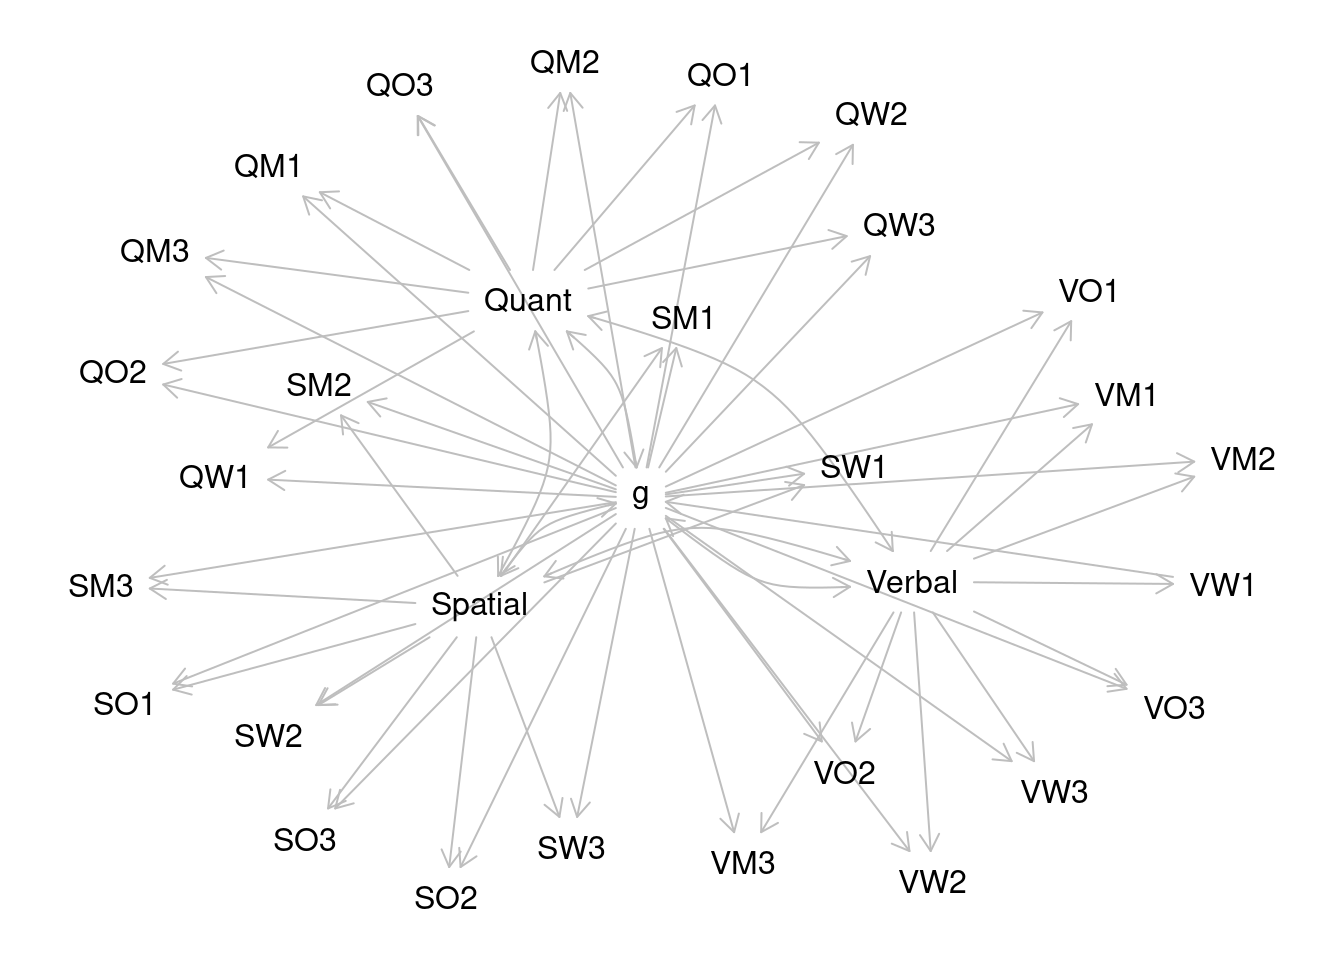 QM2
QO1
QO3
QW2
QM1
QW3
QM3
VO1
Quant
SM1
QO2
SM2
VM1
VM2
SW1
QW1
g
Verbal
VW1
SM3
Spatial
SO1
VO3
SW2
VO2
VW3
SO3
SW3
VM3
VW2
SO2